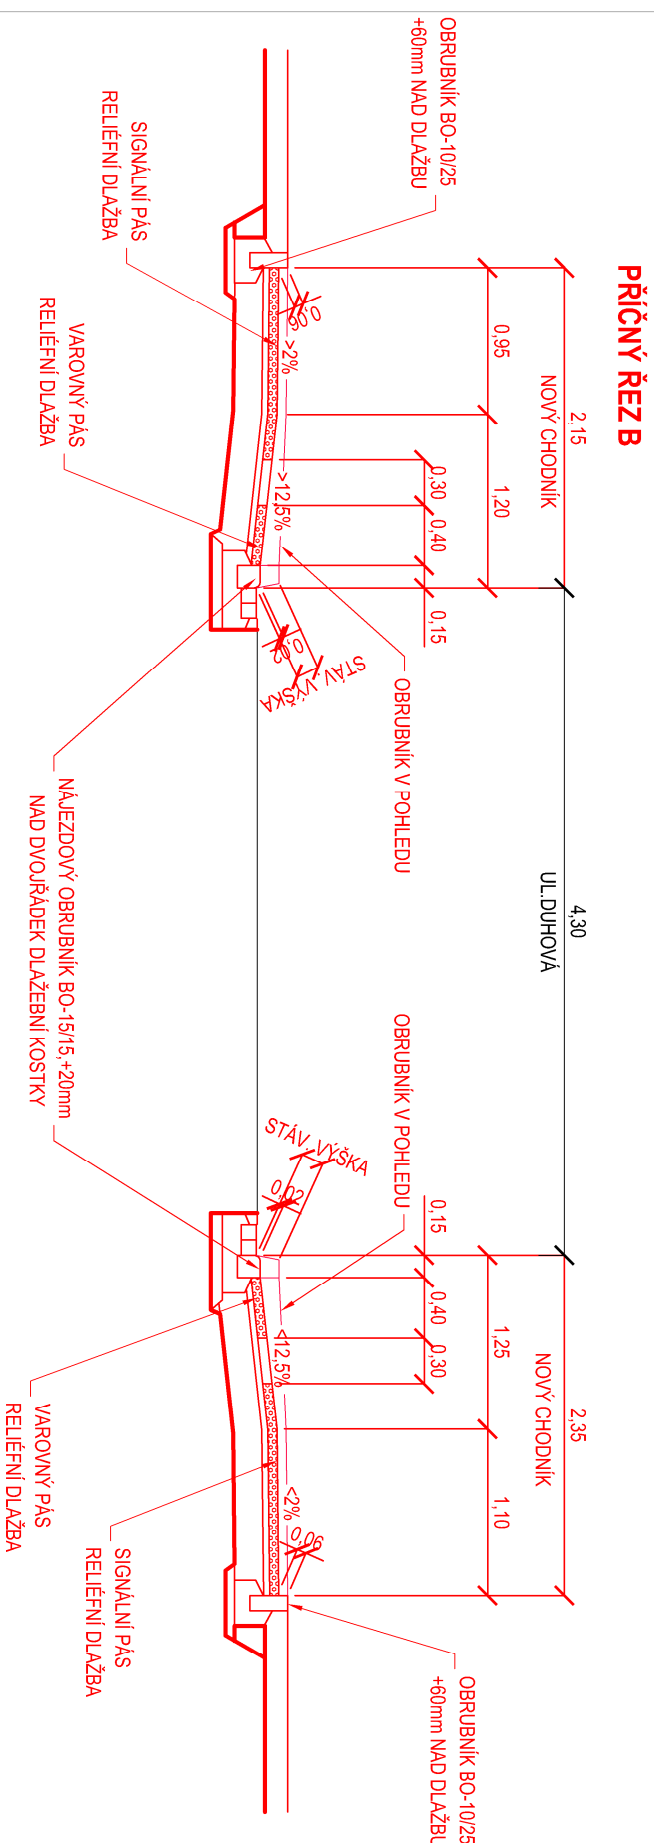 PŘÍČNÝ ŘEZ B
2,15
NOVÝ CHODNÍK
4,30
UL.DUHOVÁ
2,35
NOVÝ CHODNÍK
0,95
1,20
1,25
1,10
0,30
0,40
0,15
0,15
0,40
0,30
OBRUBNÍK BO-10/25
+60mm NAD DLAŽBU
OBRUBNÍK V POHLEDU
OBRUBNÍK V POHLEDU
OBRUBNÍK BO-10/25
+60mm NAD DLAŽBU
0,06
>2%
>12,5%
0,02
STÁV. VÝŠKA
STÁV. VÝŠKA
0,02
<12,5%
<2%
0,06
SIGNÁLNÍ PÁS
RELIÉFNÍ DLAŽBA
VAROVNÝ PÁS
RELIÉFNÍ DLAŽBA
NÁJEZDOVÝ OBRUBNÍK BO-15/15,+20mm
NAD DVOJŘÁDEK DLAŽEBNÍ KOSTKY
VAROVNÝ PÁS
RELIÉFNÍ DLAŽBA
SIGNÁLNÍ PÁS
RELIÉFNÍ DLAŽBA